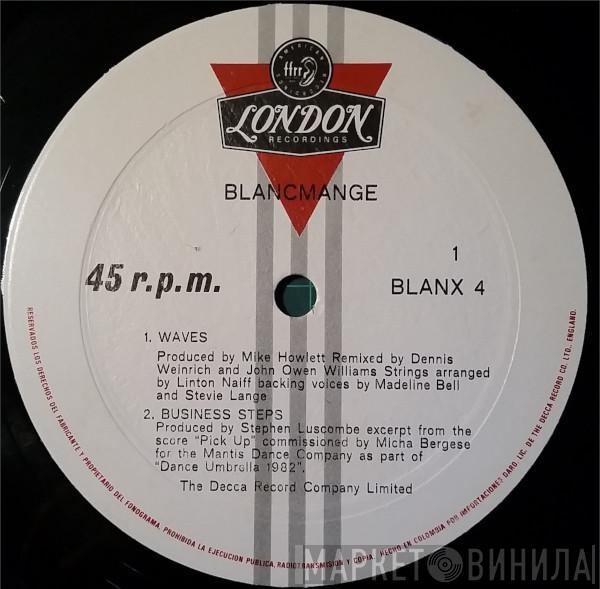 AMERICAN
ffrr
RECORDINGS
LONDON
RECORDINGS
BLANCMANGE
1
45 r.p.m.
BLANX 4
1. WAVES
Produced by Mike Howlett Remixed by Dennis
Weinrich and John Owen Williams Strings arranged
by Linton Naiff backing voices by Madeline Bell
and Stevie Lange
2. BUSINESS STEPS
Produced by Stephen Luscombe excerpt from the
score "Pick Up" commissioned by Micha Bergese
for the Mantis Dance Company as part of
"Dance Umbrolla 1982".
The Decca Record Company Limited
RESERVADOS LOS DERECHOS DEL FABRICANTE Y PROPIETARIO DEL FONOGRAMA. PROHIBIDA LA EJECUCION PUBLICA, RADIOTRANSMISION Y COPIA. HECHO EN COLOMBIA POR IMPORTACIONES DARO. LIC. DE THE DECCA RECORD CO. LTD., ENGLAND.
МАРКЕТ ВИНИЛА